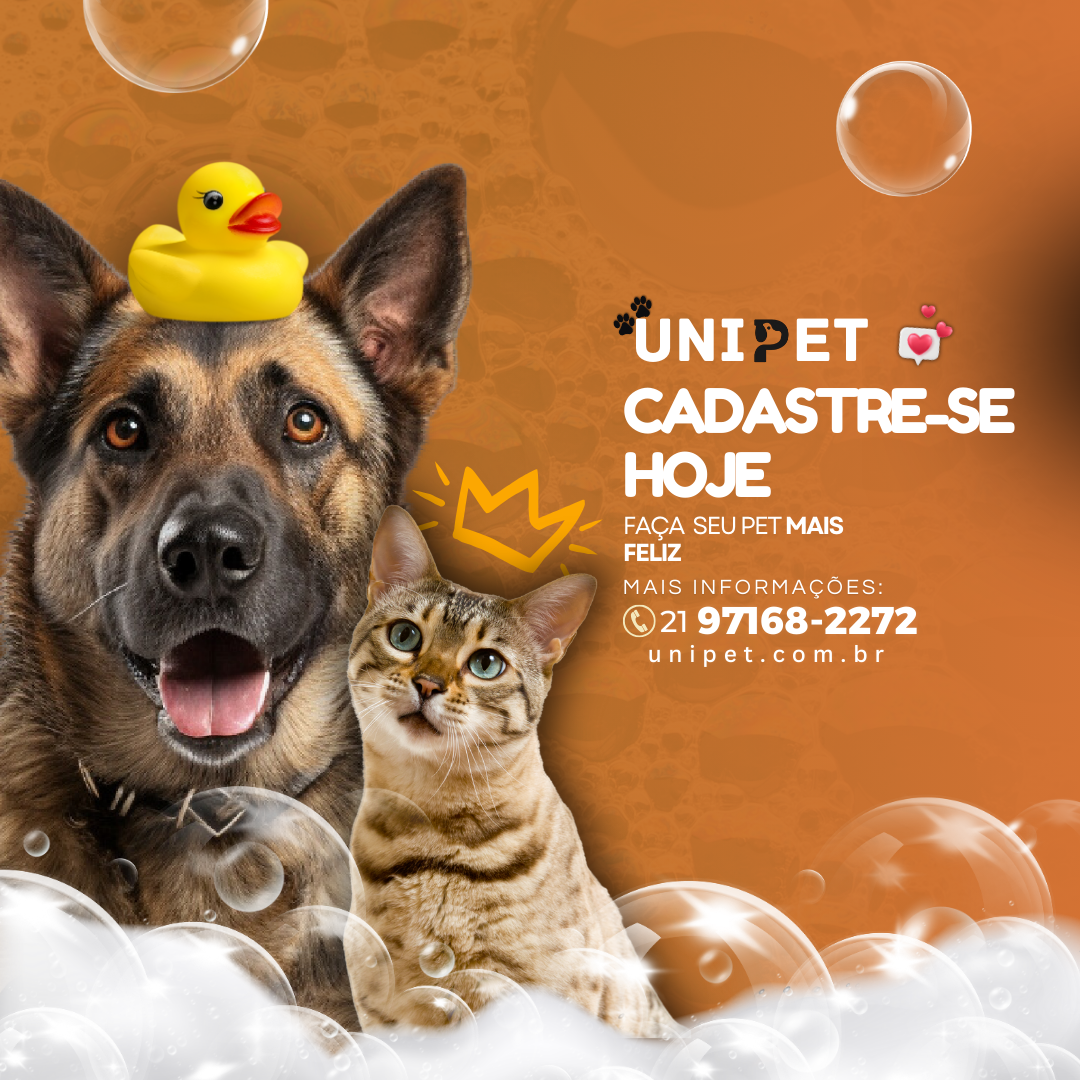 UNIPET
CADASTRE-SE
HOJE
FAÇA SEU PET MAIS
FELIZ
MAIS INFORMAÇÕES:
21 97168-2272
unipet.com.br